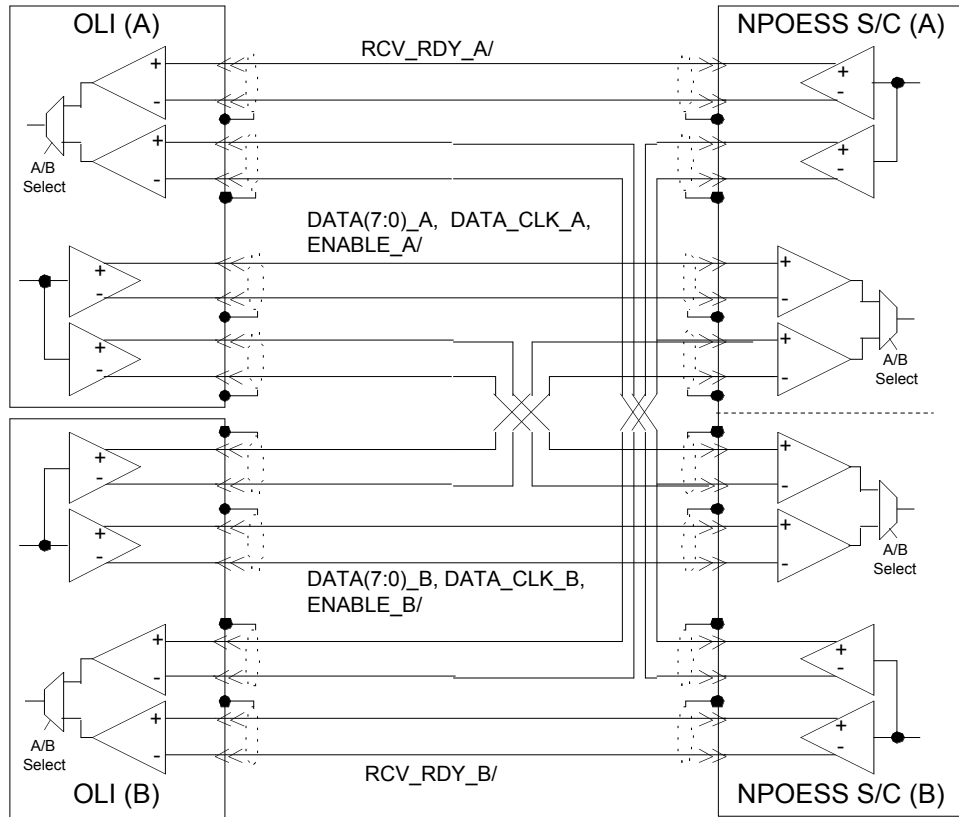 OLI (A)
NPOESS S/C (A)
RCV_RDY_A/
+
-
+
-
A/B
Select
+
-
+
-
DATA(7:0)_A, DATA_CLK_A,
ENABLE_A/
+
-
+
-
+
-
+
-
A/B
Select
+
-
+
-
+
-
+
-
A/B
Select
DATA(7:0)_B, DATA_CLK_B,
ENABLE_B/
+
-
+
-
A/B
Select
+
-
+
-
RCV_RDY_B/
OLI (B)
NPOESS S/C (B)